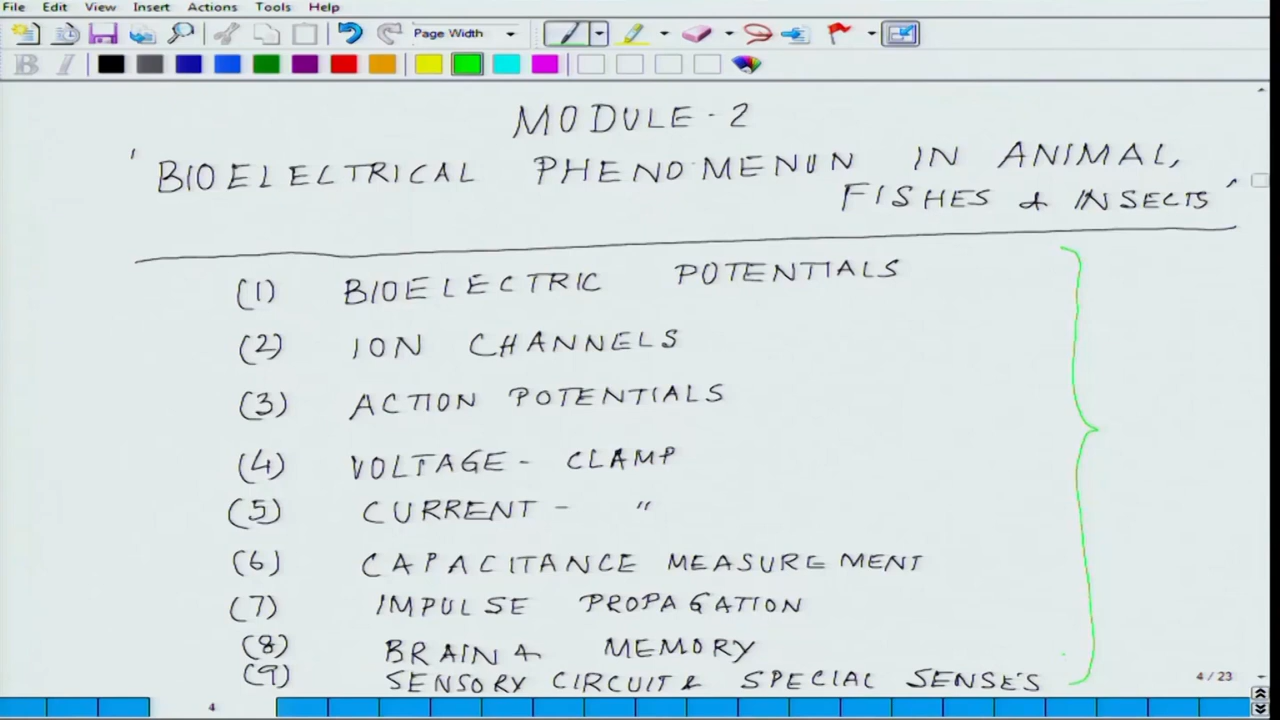 File Edit View Insert Actions Tools Help
Page Width
MODULE-2
'BIOELECTRICAL PHENOMENON IN ANIMAL,
FISHES & INSECTS'
(1) BIOELECTRIC POTENTIALS
(2) ION CHANNELS
(3) ACTION POTENTIALS
(4) VOLTAGE- CLAMP
(5) CURRENT- "
(6) CAPACITANCE MEASUREMENT
(7) IMPULSE PROPAGATION
(8) BRAIN & MEMORY
(9) SENSORY CIRCUIT & SPECIAL SENSE'S
4 / 23
4